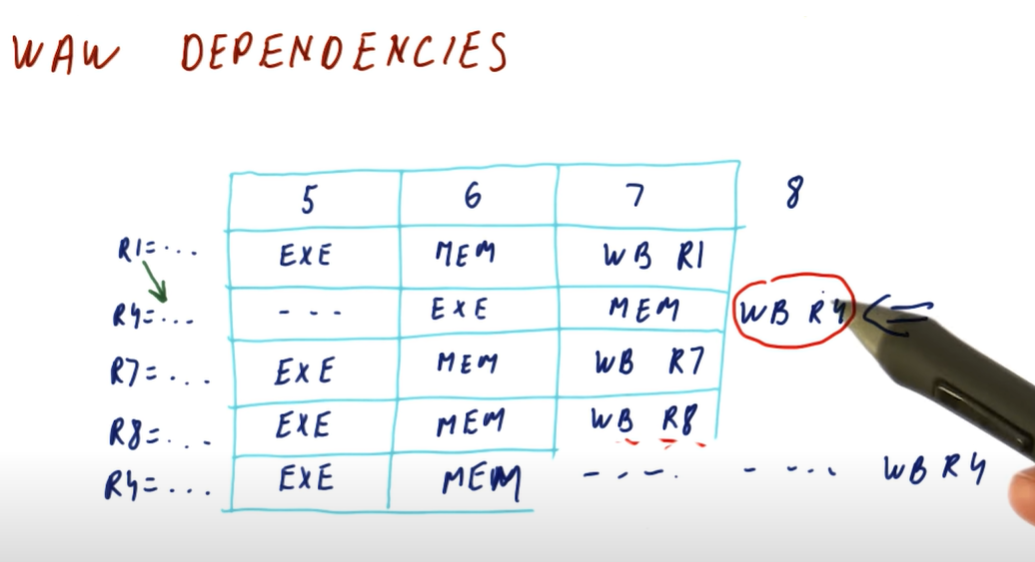 WAW DEPENDENCIES
5 6 7 8
R1=... EXE MEM WB R1
R4=... --- EXE MEM WB R4
R7=... EXE MEM WB R7
R8=... EXE MEM WB R8
R4=... EXE MEM ---. -... WB R4